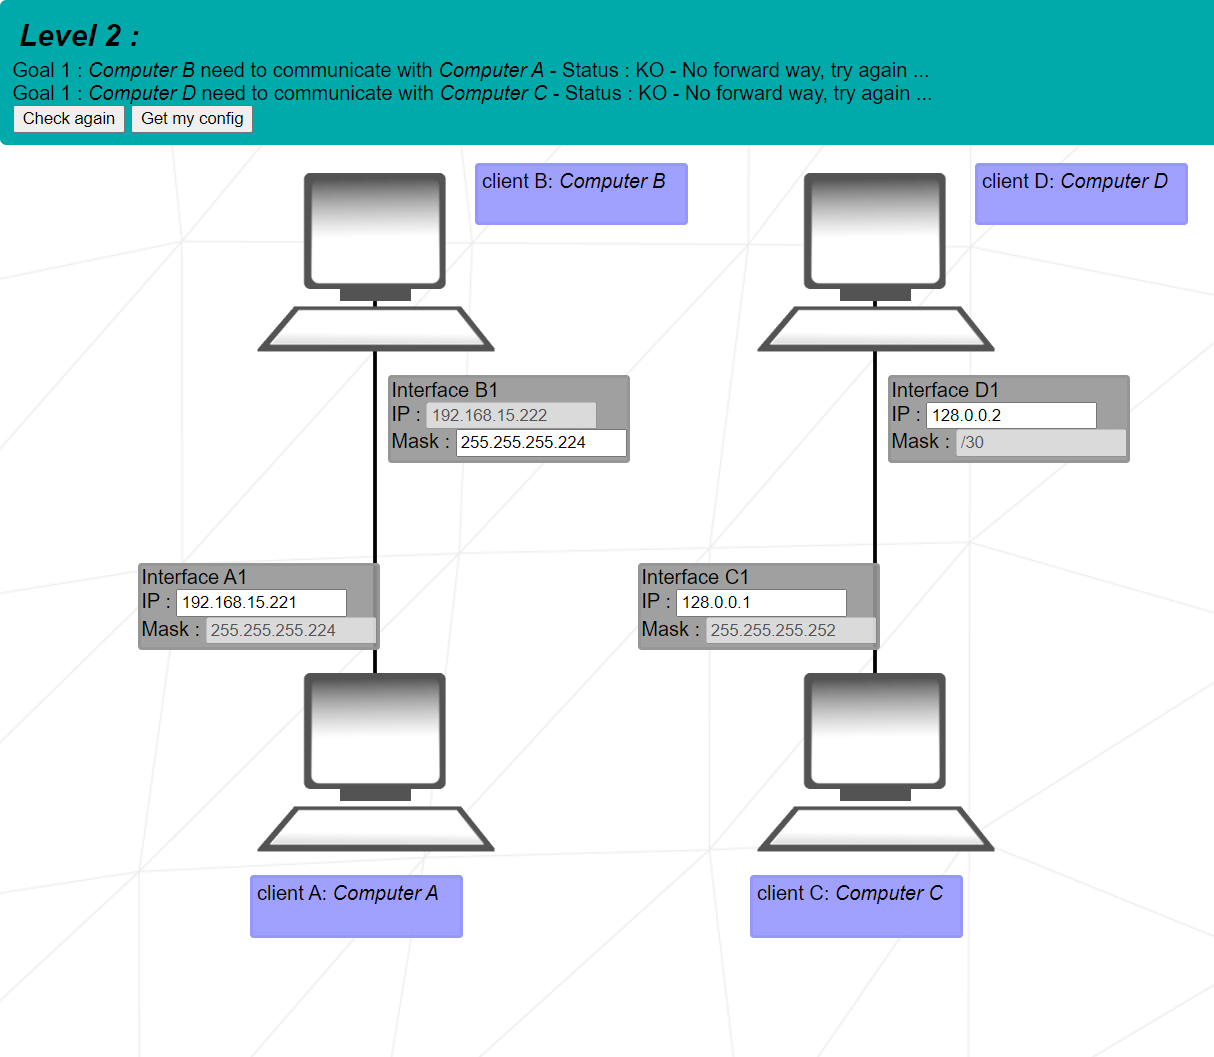 Level 2 :
Goal 1 : Computer B need to communicate with Computer A - Status : KO - No forward way, try again ...
Goal 1 : Computer D need to communicate with Computer C - Status : KO - No forward way, try again ...
Check again Get my config
client B: Computer B
client D: Computer D
Interface B1
IP : 192.168.15.222
Mask : 255.255.255.224
Interface D1
IP : 128.0.0.2
Mask : /30
Interface A1
IP : 192.168.15.221
Mask : 255.255.255.224
Interface C1
IP : 128.0.0.1
Mask : 255.255.255.252
client A: Computer A
client C: Computer C